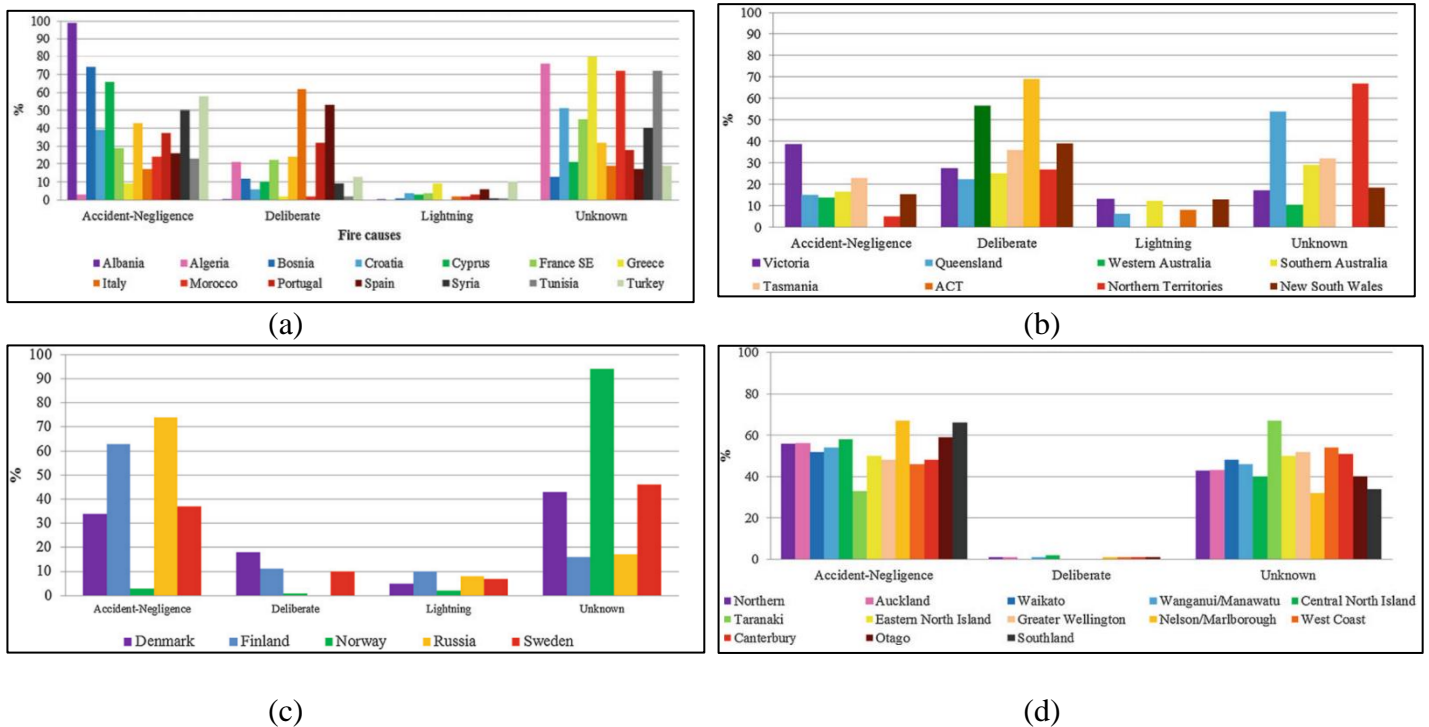 100
90
80
70
60
50
40
30
20
10
0
%
Accident-Negligence Deliberate Lightning Unknown
Fire causes
Albania Algeria Bosnia Croatia Cyprus France SE Greece
Italy Morocco Portugal Spain Syria Tunisia Turkey
(a)
100
90
80
70
60
50
40
30
20
10
0
%
Accident-Negligence Deliberate Lightning Unknown
Victoria Queensland Western Australia Southern Australia
Tasmania ACT Northern Territories New South Wales
(b)
100
90
80
70
60
50
40
30
20
10
0
%
Accident-Negligence Deliberate Lightning Unknown
Denmark Finland Norway Russia Sweden
(c)
100
80
60
40
20
0
%
Accident-Negligence Deliberate Unknown
Northern Auckland Waikato Wanganui/Manawatu Central North Island
Taranaki Eastern North Island Greater Wellington Nelson/Marlborough West Coast
Canterbury Otago Southland
(d)